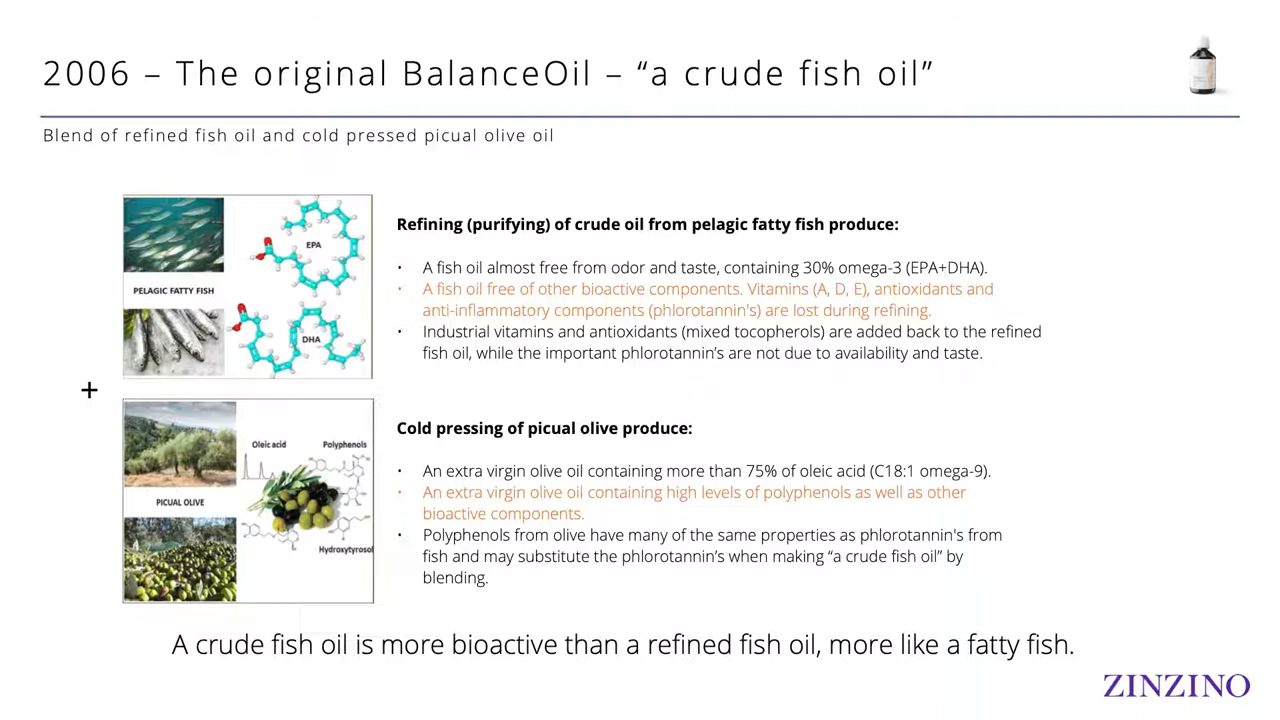 2006 – The original BalanceOil – “a crude fish oil”
Blend of refined fish oil and cold pressed picual olive oil
EPA
PELAGIC FATTY FISH
DHA
Refining (purifying) of crude oil from pelagic fatty fish produce:
• A fish oil almost free from odor and taste, containing 30% omega-3 (EPA+DHA).
• A fish oil free of other bioactive components. Vitamins (A, D, E), antioxidants and
anti-inflammatory components (phlorotannin's) are lost during refining.
• Industrial vitamins and antioxidants (mixed tocopherols) are added back to the refined
fish oil, while the important phlorotannin’s are not due to availability and taste.
+
Oleic acid
Polyphenols
PICUAL OLIVE
Hydroxytyrosol
Cold pressing of picual olive produce:
• An extra virgin olive oil containing more than 75% of oleic acid (C18:1 omega-9).
• An extra virgin olive oil containing high levels of polyphenols as well as other
bioactive components.
• Polyphenols from olive have many of the same properties as phlorotannin's from
fish and may substitute the phlorotannin’s when making “a crude fish oil” by
blending.
A crude fish oil is more bioactive than a refined fish oil, more like a fatty fish.
ZINZINO